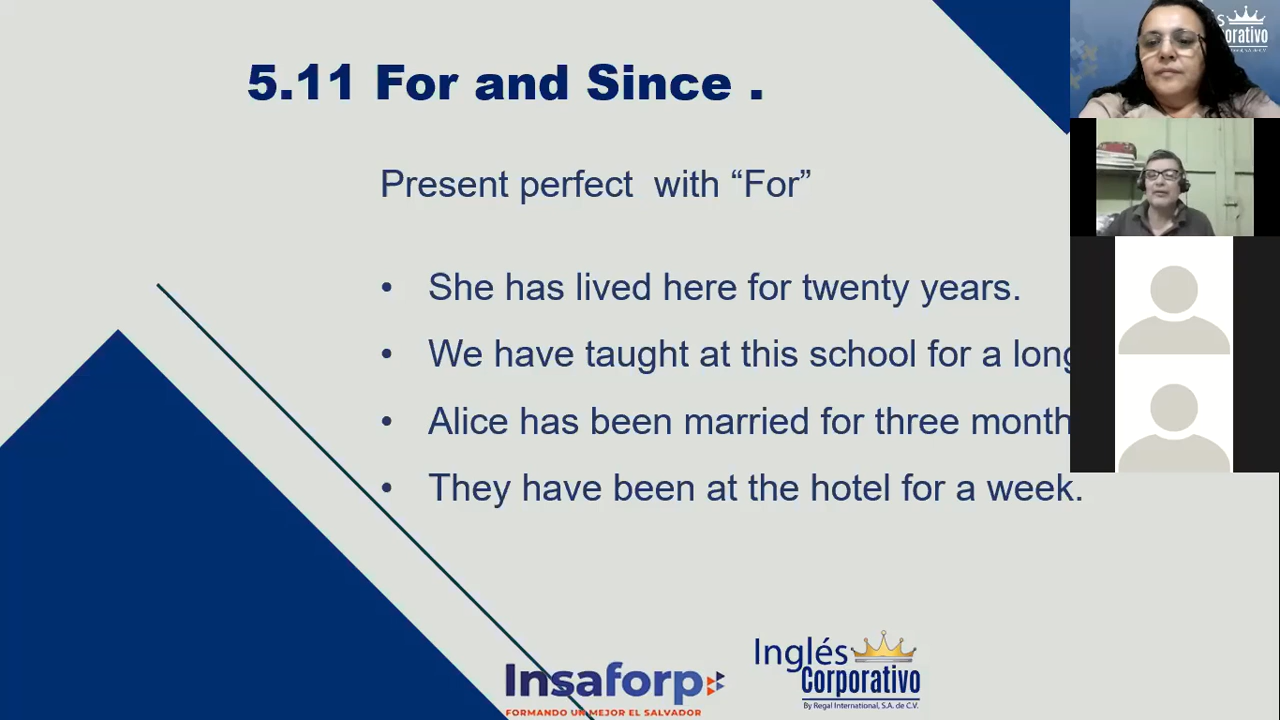 5.11 For and Since .
Present perfect with “For”
• She has lived here for twenty years.
• We have taught at this school for a long
• Alice has been married for three month
• They have been at the hotel for a week.
Insaforp
FORMANDO UN MEJOR EL SALVADOR
Inglés
Corporativo
By Regal International, S.A. de C.V.